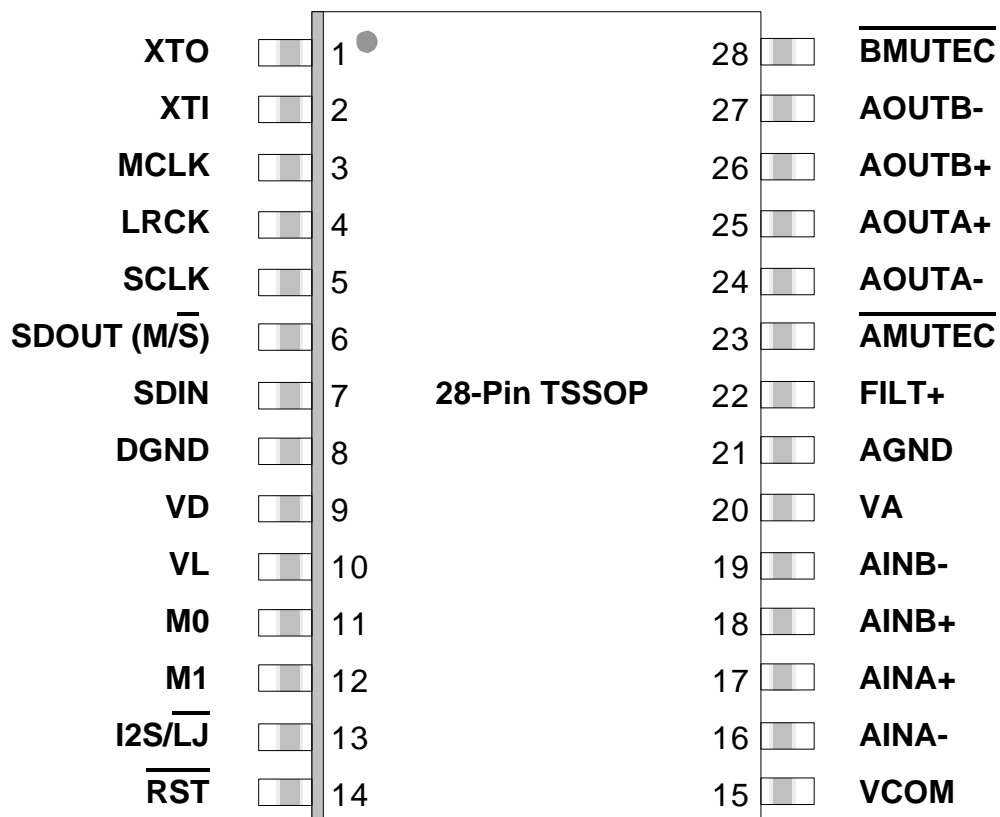 XTO 1 28 BMUTEC
XTI 2 27 AOUTB-
MCLK 3 26 AOUTB+
LRCK 4 25 AOUTA+
SCLK 5 24 AOUTA-
SDOUT (M/S) 6 23 AMUTEC
SDIN 7 28-Pin TSSOP 22 FILT+
DGND 8 21 AGND
VD 9 20 VA
VL 10 19 AINB-
M0 11 18 AINB+
M1 12 17 AINA+
I2S/LJ 13 16 AINA-
RST 14 15 VCOM